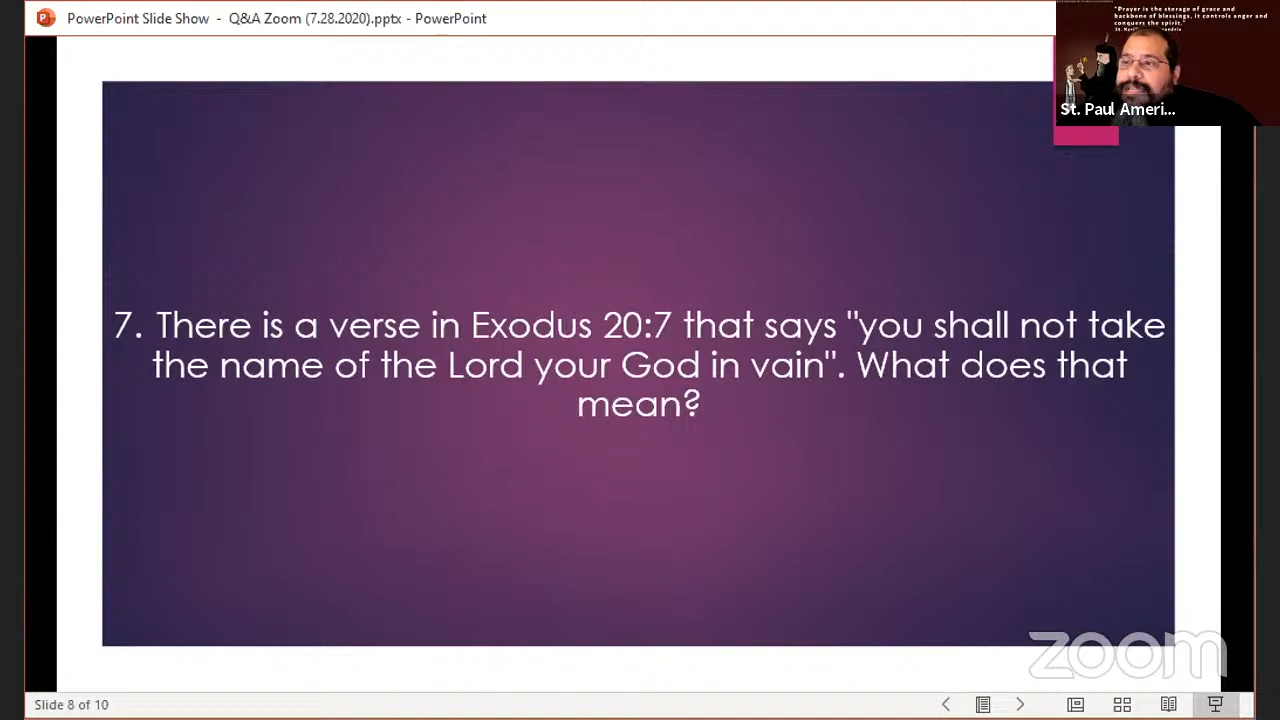 PowerPoint Slide Show - Q&A Zoom (7.28.2020).pptx - PowerPoint
"Prayer is the storage of grace and
backbone of blessings, it controls anger and
conquers the spirit."
St.
St. Paul Ameri...
7. There is a verse in Exodus 20:7 that says "you shall not take
the name of the Lord your God in vain". What does that
mean?
zoom
Slide 8 of 10